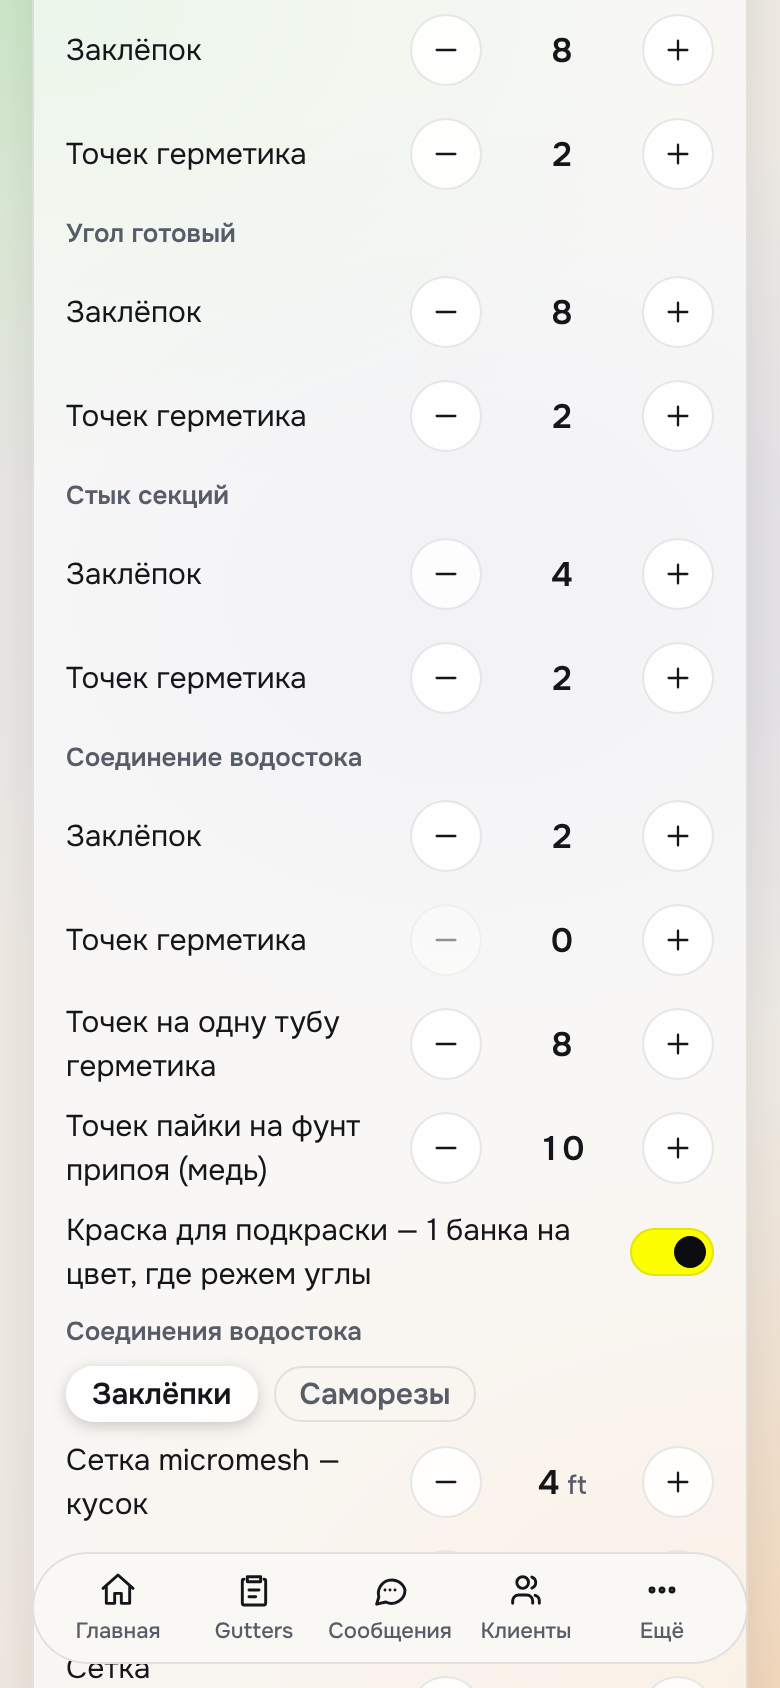 Заклёпок − 8 +
Точек герметика − 2 +
Угол готовый
Заклёпок − 8 +
Точек герметика − 2 +
Стык секций
Заклёпок − 4 +
Точек герметика − 2 +
Соединение водостока
Заклёпок − 2 +
Точек герметика − 0 +
Точек на одну тубу
герметика − 8 +
Точек пайки на фунт
припоя (медь) − 10 +
Краска для подкраски — 1 банка на
цвет, где режем углы
Соединения водостока
Заклёпки Саморезы
Сетка micromesh —
кусок − 4 ft +
Главная Gutters Сообщения Клиенты Ещё
Сетка